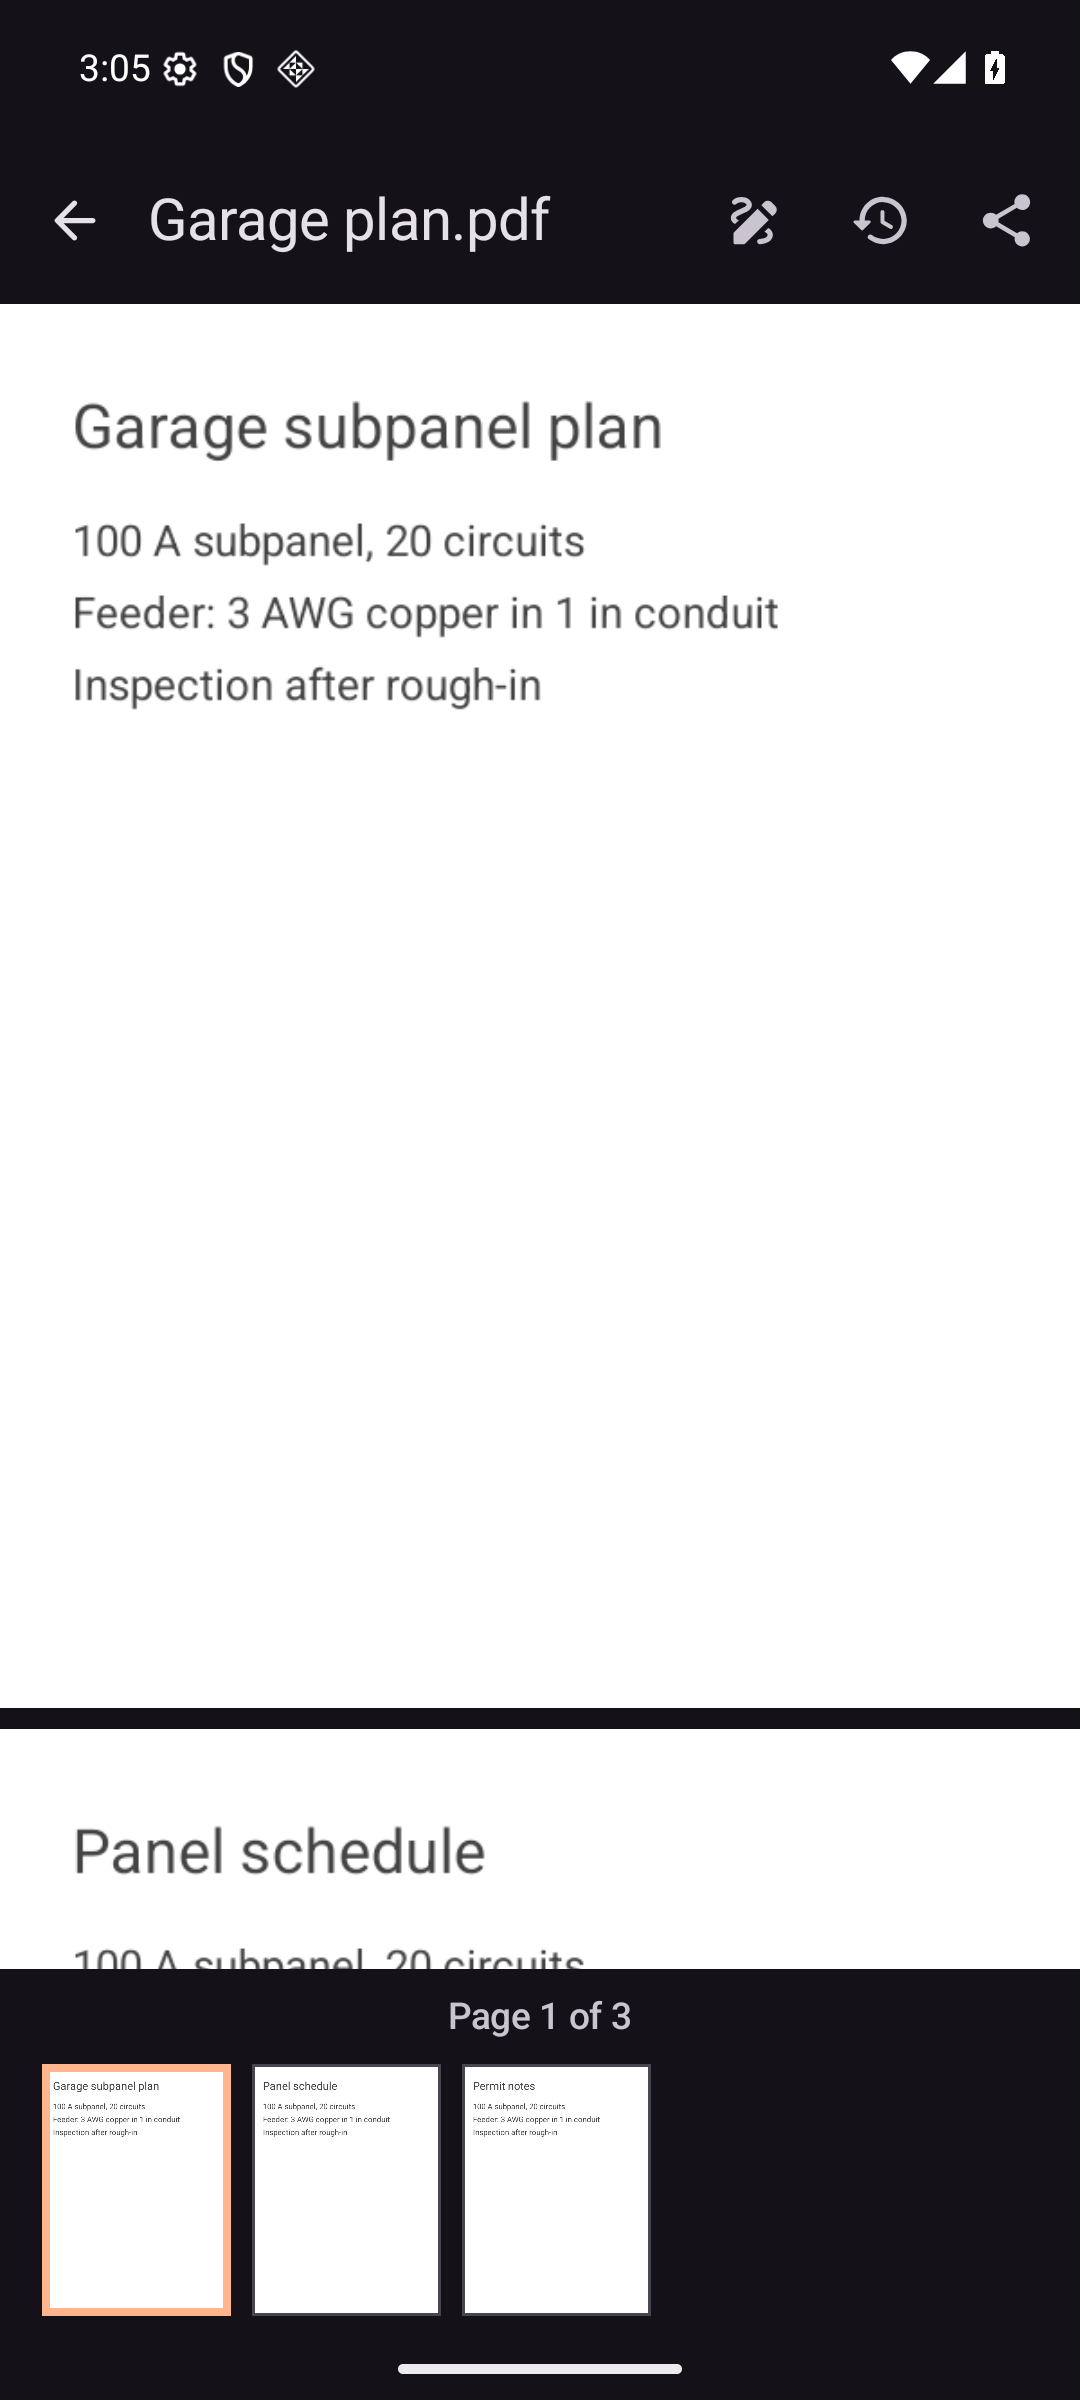 3:05
Garage plan.pdf
Garage subpanel plan
100 A subpanel, 20 circuits
Feeder: 3 AWG copper in 1 in conduit
Inspection after rough-in
Panel schedule
100 A subpanel, 20 circuits
Page 1 of 3
Garage subpanel plan
100 A subpanel, 20 circuits
Feeder: 3 AWG copper in 1 in conduit
Inspection after rough-in
Panel schedule
100 A subpanel, 20 circuits
Feeder: 3 AWG copper in 1 in conduit
Inspection after rough-in
Permit notes
100 A subpanel, 20 circuits
Feeder: 3 AWG copper in 1 in conduit
Inspection after rough-in